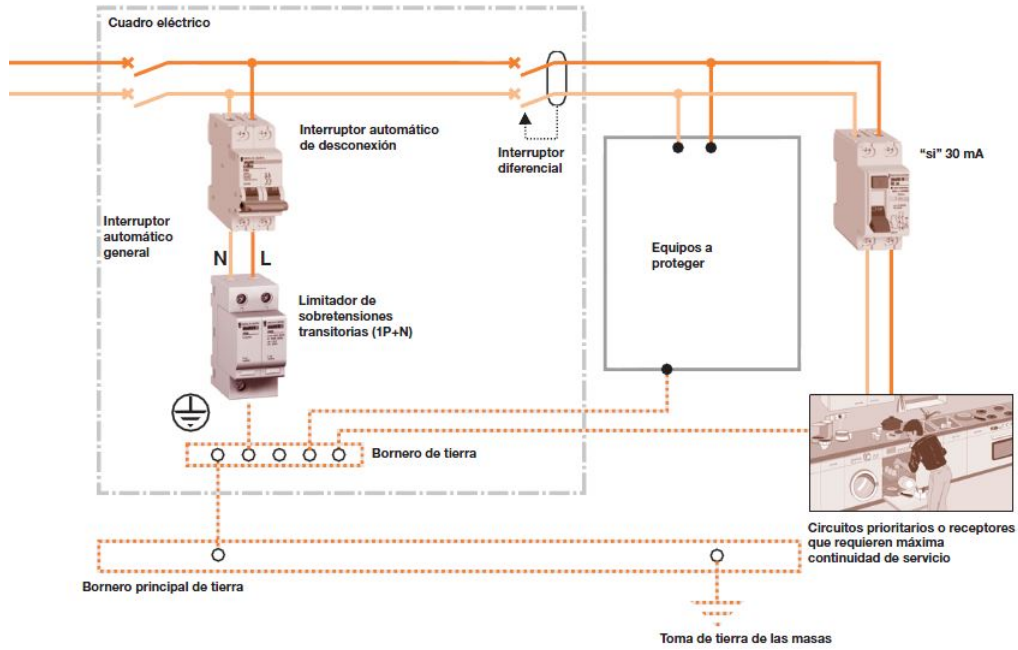 Cuadro eléctrico
Interruptor automático
de desconexión
Interruptor
diferencial
"si" 30 mA
Interruptor
automático
general
N L
Equipos a
proteger
Limitador de
sobretensiones
transitorias (1P+N)
Bornero de tierra
Circuitos prioritarios o receptores
que requieren máxima
continuidad de servicio
Bornero principal de tierra
Toma de tierra de las masas